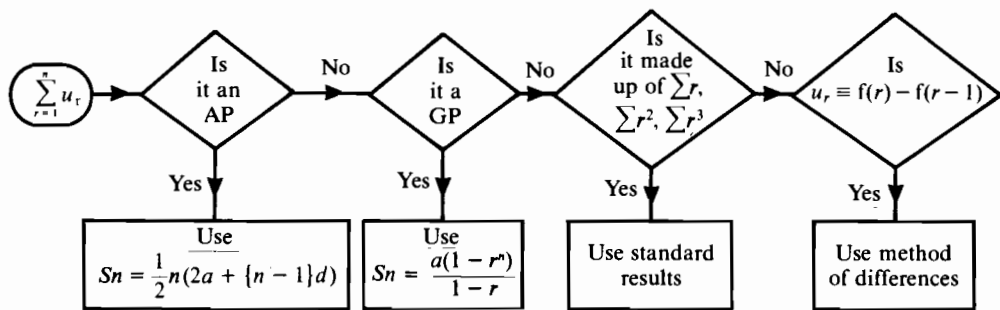 n
∑ u_r
r = 1
Is
it an
AP
No
Yes
Use
Sn = 1/2 n(2a + {n − 1}d)
Is
it a
GP
No
Yes
Use
Sn = a(1 − rⁿ)/(1 − r)
Is
it made
up of ∑r,
∑r², ∑r³
No
Yes
Use standard
results
Is
u_r ≡ f(r) − f(r − 1)
Yes
Use method
of differences